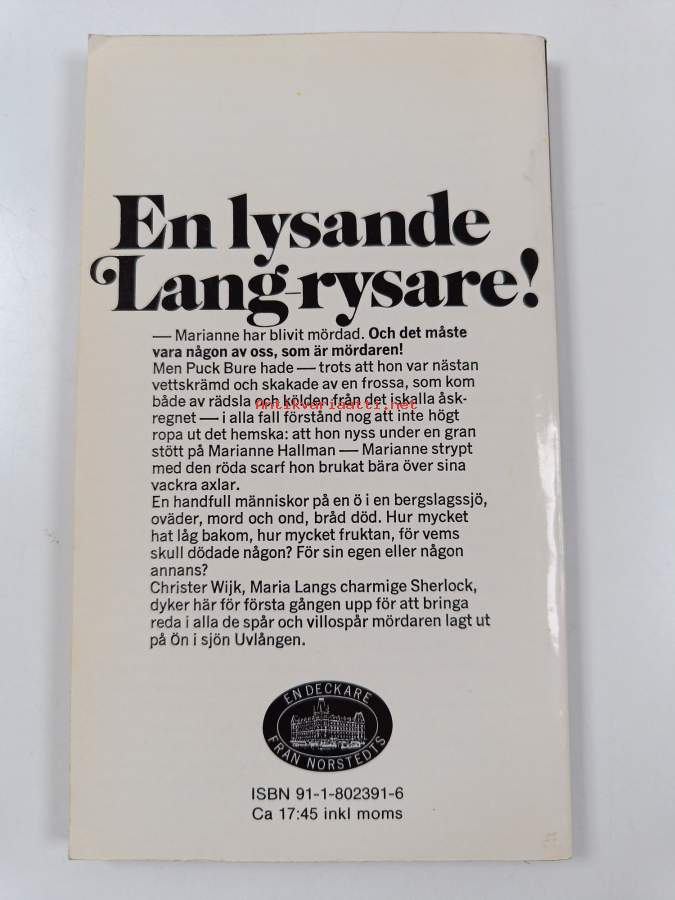 En lysande
Lang-rysare!
— Marianne har blivit mördad. Och det måste
vara någon av oss, som är mördaren!
Men Puck Bure hade — trots att hon var nästan
vettskrämd och skakade av en frossa, som kom
både av rädsla och kölden från det iskalla åsk-
Antikvariaatti.net
regnet — i alla fall förstånd nog att inte högt
ropa ut det hemska: att hon nyss under en gran
stött på Marianne Hallman — Marianne strypt
med den röda scarf hon brukat bära över sina
vackra axlar.
En handfull människor på en ö i en bergslagssjö,
oväder, mord och ond, bråd död. Hur mycket
hat låg bakom, hur mycket fruktan, för vems
skull dödade någon? För sin egen eller någon
annans?
Christer Wijk, Maria Langs charmige Sherlock,
dyker här för första gången upp för att bringa
reda i alla de spår och villospår mördaren lagt ut
på Ön i sjön Uvlången.
EN DECKARE
FRÅN NORSTEDTS
ISBN 91-1-802391-6
Ca 17:45 inkl moms